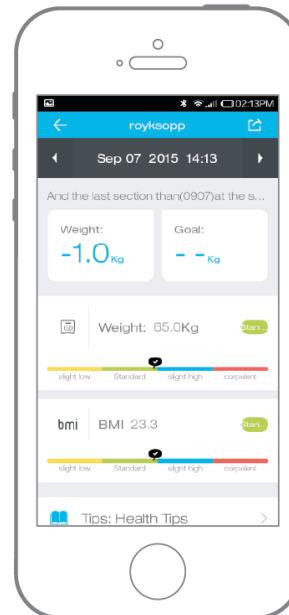 02:13PM
royksopp
Sep 07 2015 14:13
And the last section than(0907)at the s...
Weight:
-1.0Kg
Goal:
- -Kg
Weight: 65.0Kg
Stan...
slight low Standard slight high corpulent
bmi BMI 23.3
Stan...
slight low Standard slight high corpulent
Tips: Health Tips